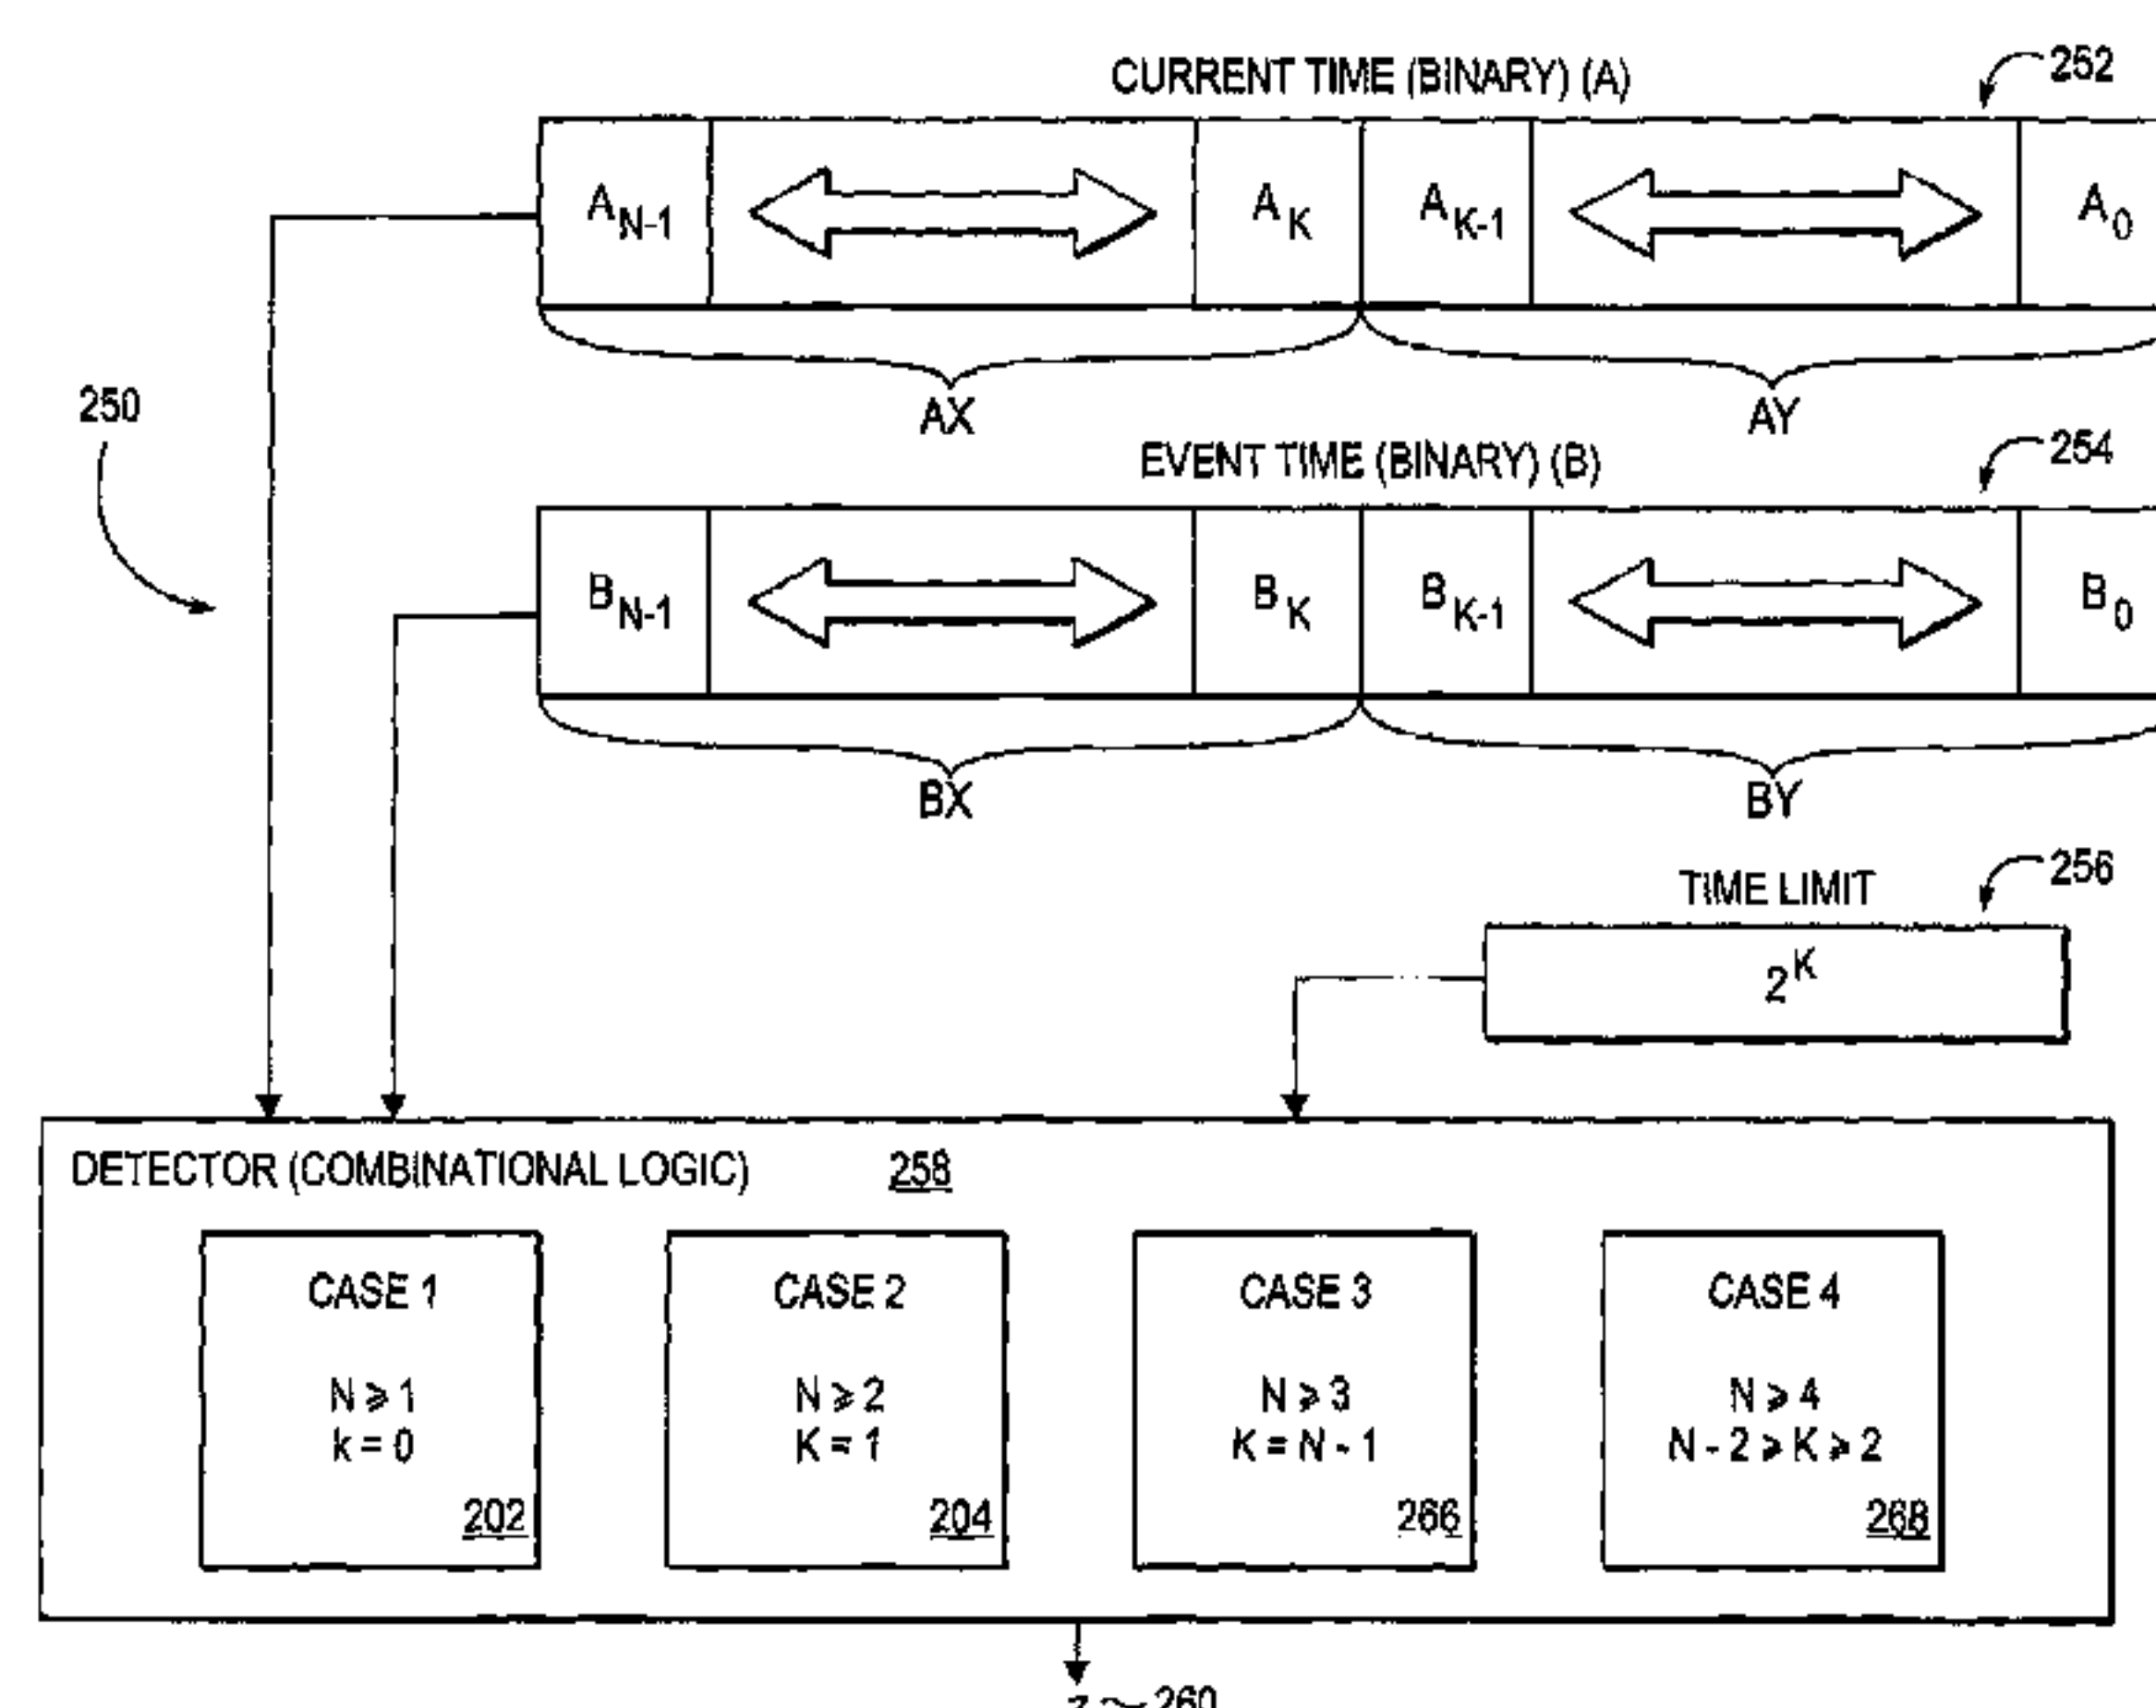 CURRENT TIME (BINARY) (A)
252
A N-1 A K A K-1 A 0
AX AY
250
EVENT TIME (BINARY) (B)
254
B N-1 B K B K-1 B 0
BX BY
TIME LIMIT
256
2 K
DETECTOR (COMBINATIONAL LOGIC) 258
CASE 1
N ⩾ 1
k = 0
202
CASE 2
N ⩾ 2
K = 1
204
CASE 3
N ⩾ 3
K = N - 1
266
CASE 4
N ⩾ 4
N - 2 ⩾ K ⩾ 2
268
260